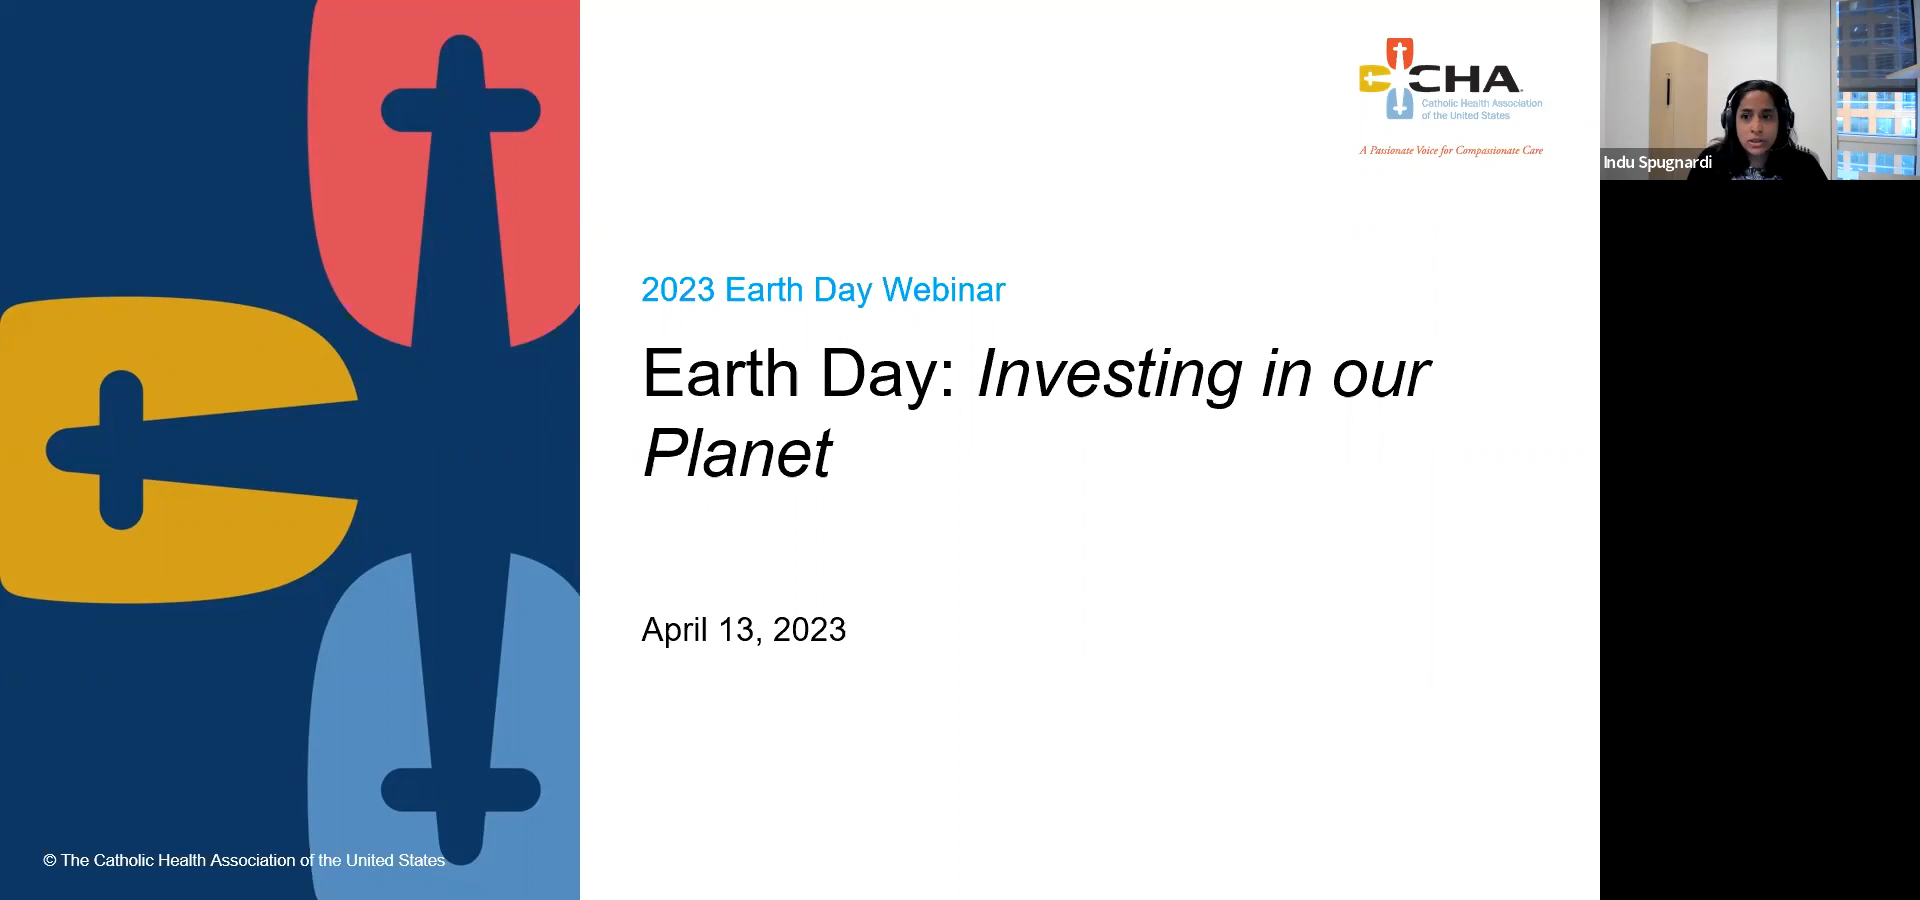 CHA
Catholic Health Association
of the United States
A Passionate Voice for Compassionate Care
Indu Spugnardi
2023 Earth Day Webinar
Earth Day: Investing in our
Planet
April 13, 2023
© The Catholic Health Association of the United States